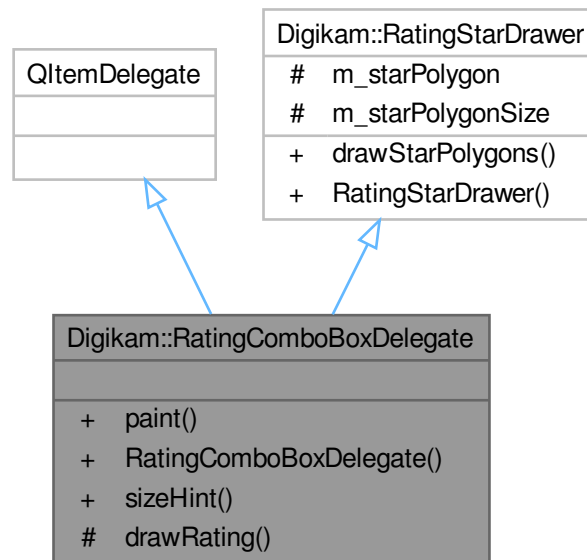 QItemDelegate
Digikam::RatingStarDrawer
# m_starPolygon
# m_starPolygonSize
+ drawStarPolygons()
+ RatingStarDrawer()
Digikam::RatingComboBoxDelegate
+ paint()
+ RatingComboBoxDelegate()
+ sizeHint()
# drawRating()